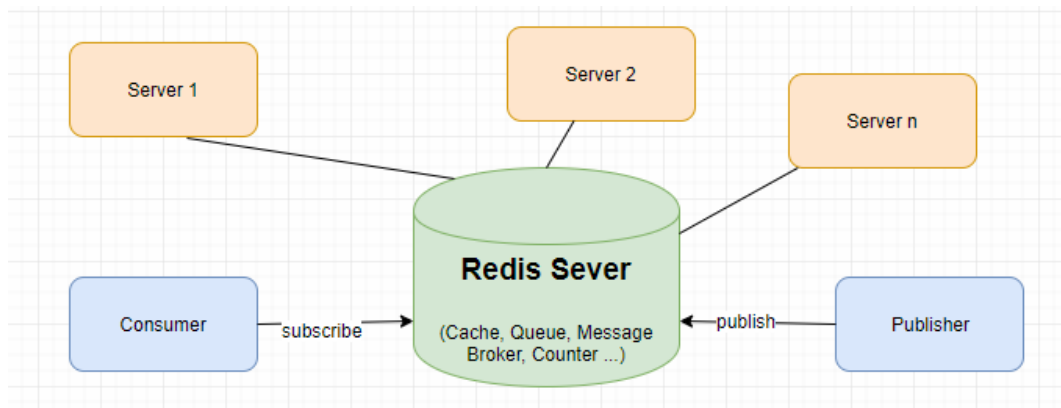 Server 1
Server 2
Server n
Redis Sever
(Cache, Queue, Message
Broker, Counter ...)
Consumer
subscribe
publish
Publisher